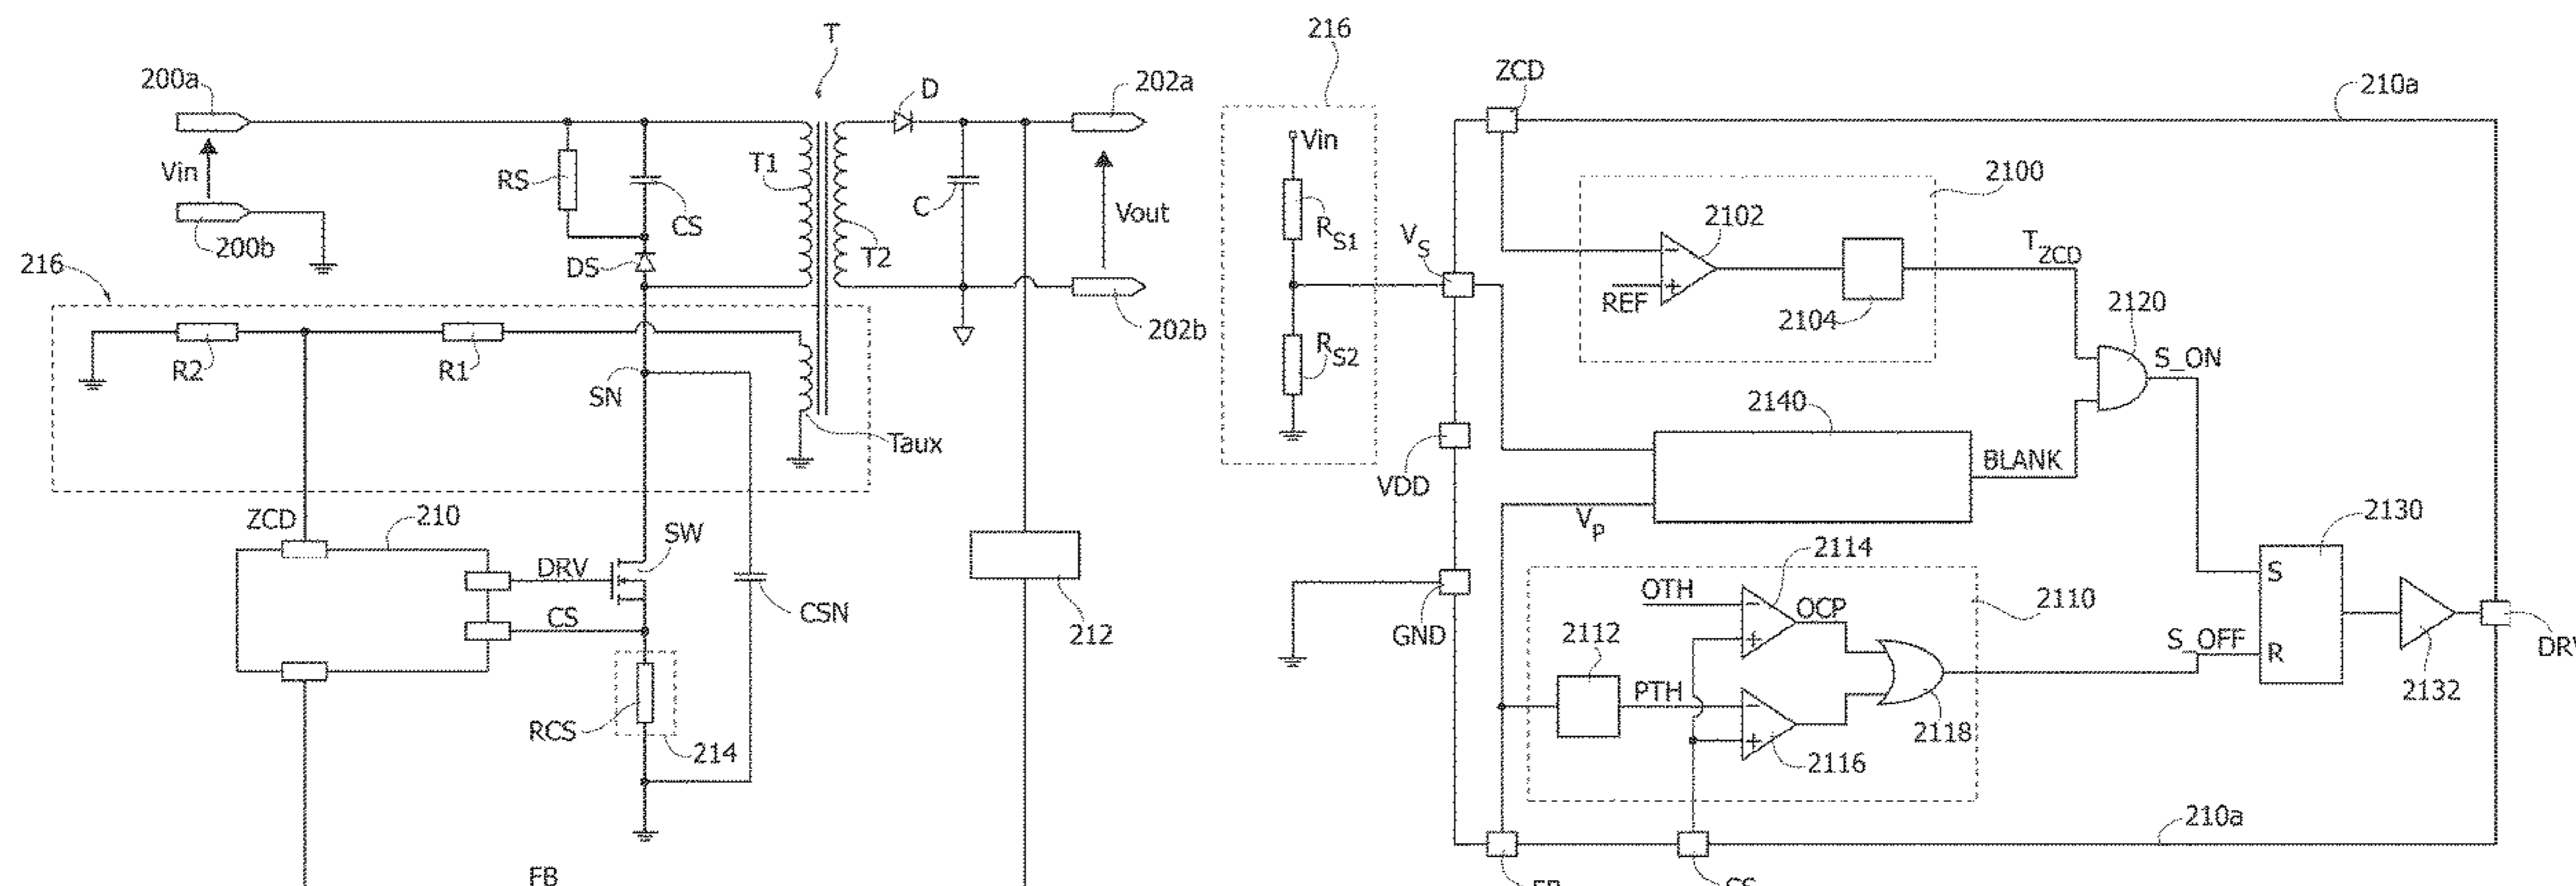 T
200a
D
202a
Vin
RS
CS
T1
T2
C
Vout
200b
DS
216
202b
R2
R1
SN
Taux
ZCD
210
DRV
SW
CS
CSN
212
RCS
214
FB
216
ZCD
210a
Vin
2100
RS1
VS
2102
TZCD
REF
2104
2120
RS2
S_ON
2140
BLANK
VDD
VP
2130
2114
S
OTH
OCP
2110
GND
2112
S_OFF
R
DRV
PTH
2118
2132
2116
210a
FB
CS